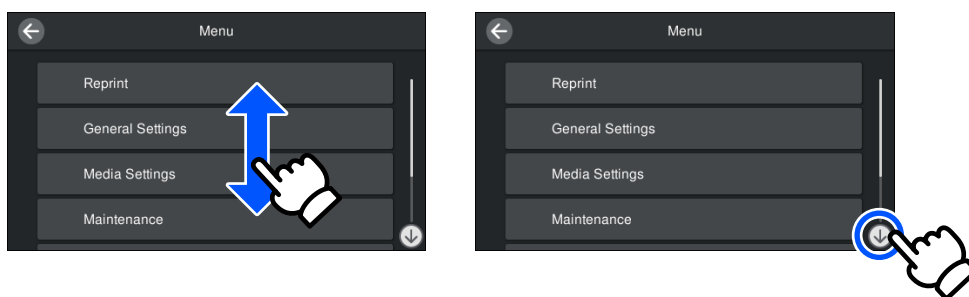 Menu
Reprint
General Settings
Media Settings
Maintenance
Menu
Reprint
General Settings
Media Settings
Maintenance